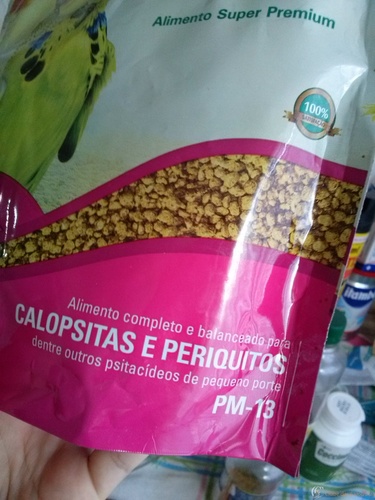 Alimento Super Premium
100%
Alimento completo e balanceado para
CALOPSITAS E PERIQUITOS
dentre outros psitacídeos de pequeno porte
PM-13